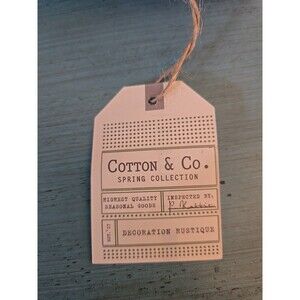 COTTON & CO.
SPRING COLLECTION
HIGHEST QUALITY
SEASONAL GOODS
INSPECTED BY:
DECORATION RUSTIQUE